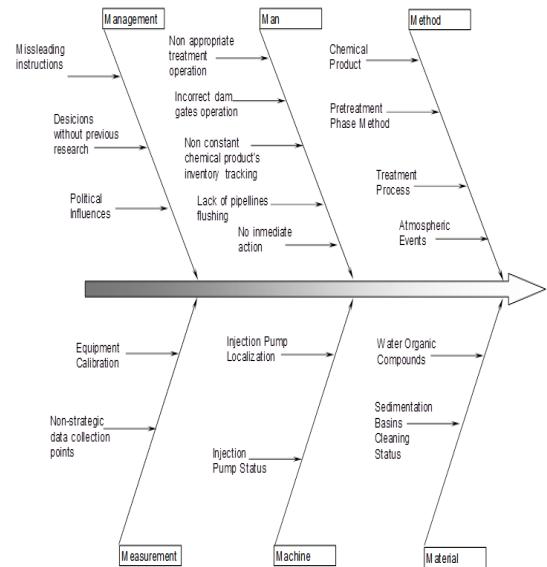 Management
Man
Method
Missleading
instructions
Desicions
without previous
research
Political
Influences
Non appropriate
treatment
operation
Incorrect dam
gates operation
Non constant
chemical product's
inventory tracking
Lack of pipellines
flushing
No inmediate
action
Chemical
Product
Pretreatment
Phase Method
Treatment
Process
Atmospheric
Events
Equipment
Calibration
Non-strategic
data collection
points
Injection Pump
Localization
Injection
Pump Status
Water Organic
Compounds
Sedimentation
Basins
Cleaning
Status
Measurement
Machine
Material